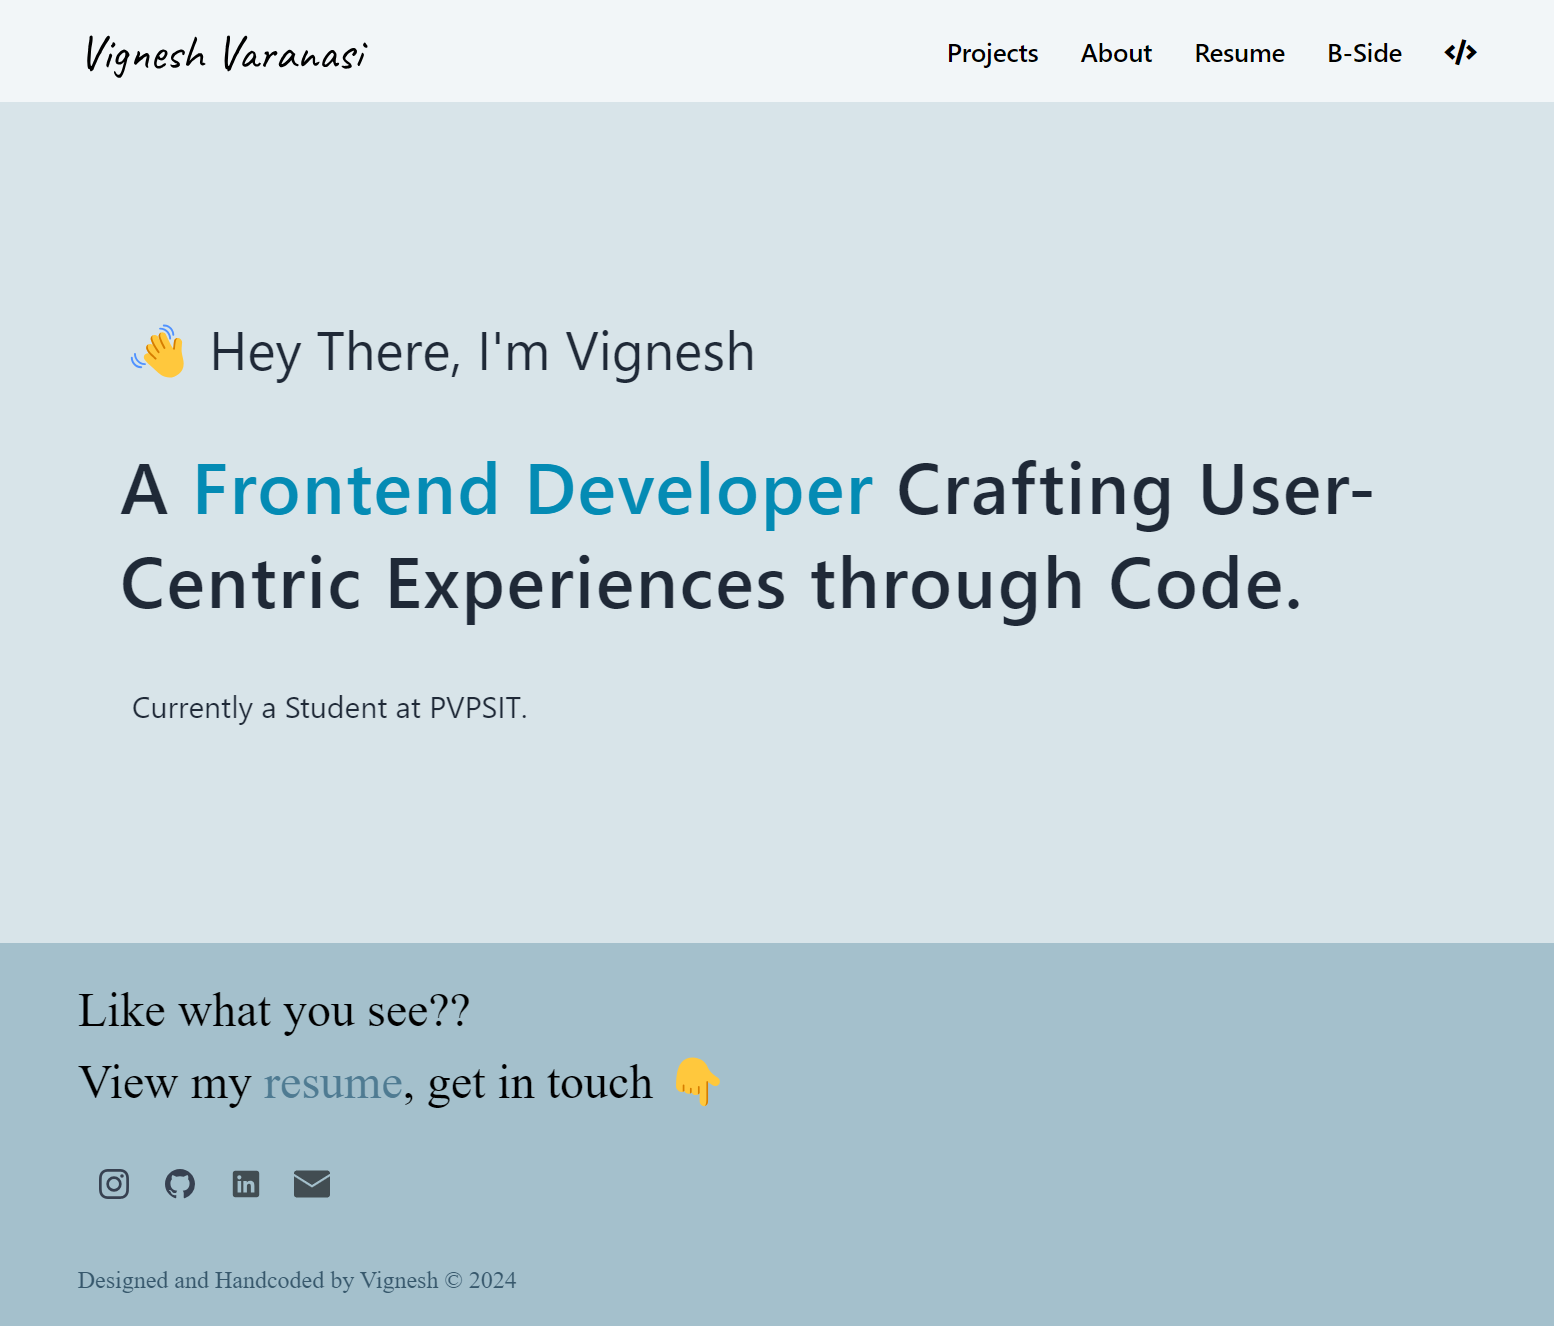 Vignesh Varanasi
Projects About Resume B-Side </>
👋 Hey There, I'm Vignesh
A Frontend Developer Crafting User-
Centric Experiences through Code.
Currently a Student at PVPSIT.
Like what you see??
View my resume, get in touch 👇
in
Designed and Handcoded by Vignesh © 2024